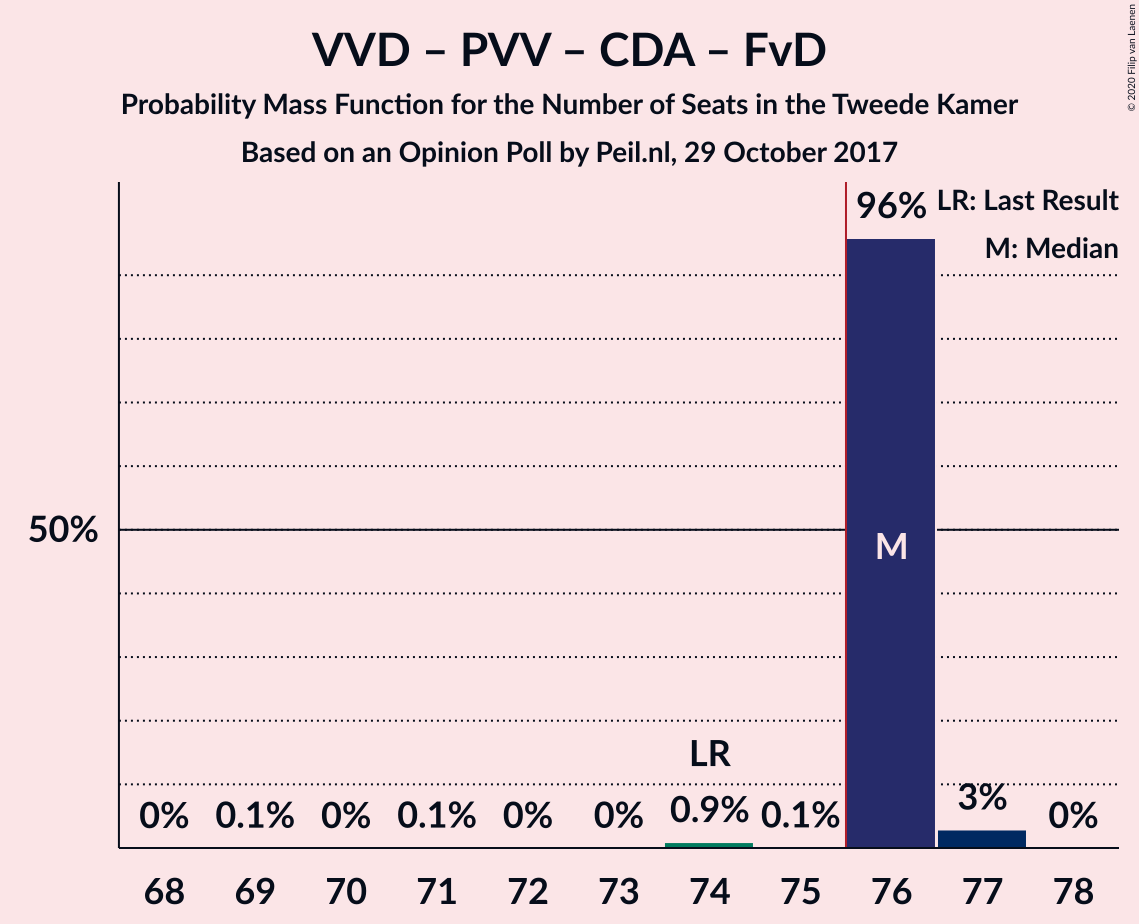 VVD – PVV – CDA – FvD
Probability Mass Function for the Number of Seats in the Tweede Kamer
Based on an Opinion Poll by Peil.nl, 29 October 2017
© 2020 Filip van Laenen
LR: Last Result
M: Median
96%
50%
M
LR
0% 0.1% 0% 0.1% 0% 0% 0.9% 0.1% 3% 0%
68 69 70 71 72 73 74 75 76 77 78